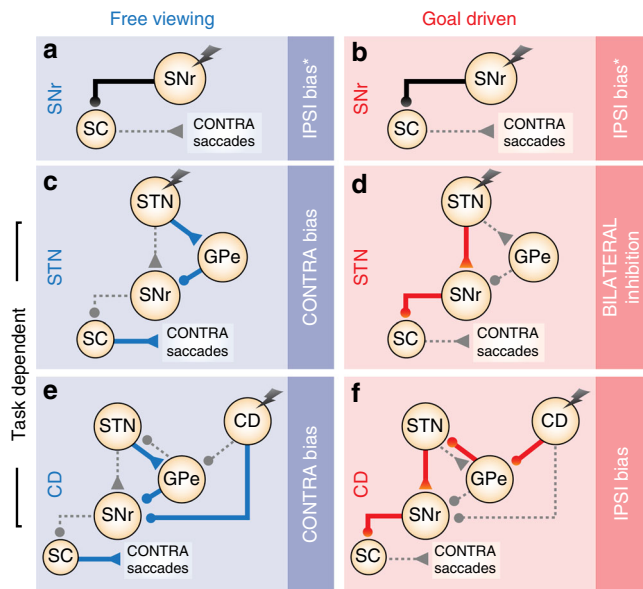 Free viewing
Goal driven
a
SNr
SNr
SC
CONTRA
saccades
IPSI bias*
b
SNr
SNr
SC
CONTRA
saccades
IPSI bias*
Task dependent
c
STN
STN
GPe
SNr
SC
CONTRA
saccades
CONTRA bias
d
STN
STN
GPe
SNr
SC
CONTRA
saccades
BILATERAL
inhibition
e
CD
STN
CD
GPe
SNr
SC
CONTRA
saccades
CONTRA bias
f
CD
STN
CD
GPe
SNr
SC
CONTRA
saccades
IPSI bias